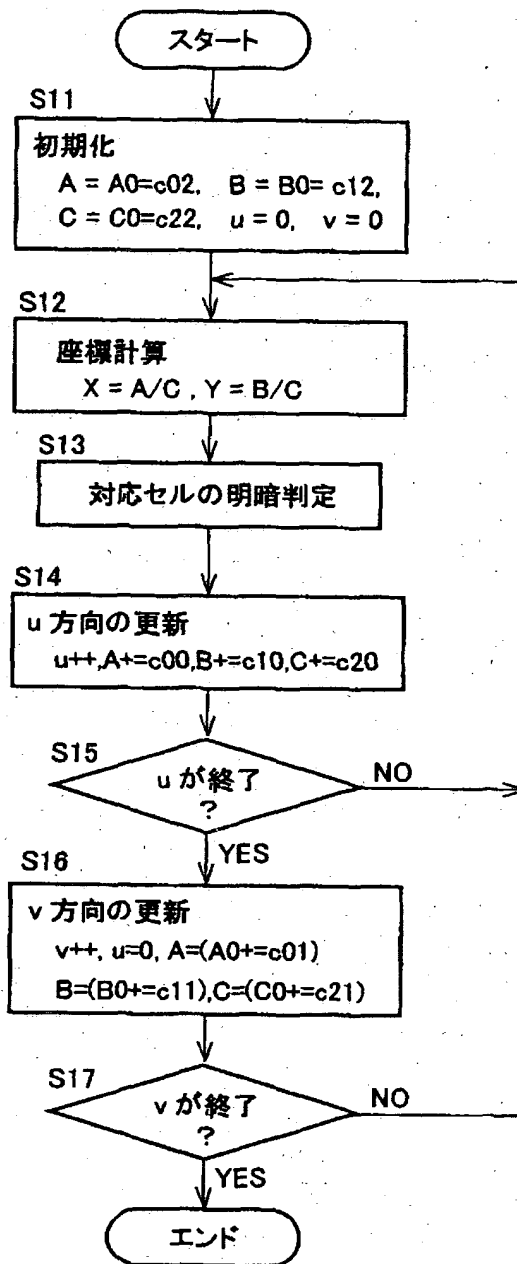 スタート
S11
初期化
A = A0=c02, B = B0= c12,
C = C0=c22, u = 0, v = 0
S12
座標計算
X = A/C , Y = B/C
S13
対応セルの明暗判定
S14
u 方向の更新
u++,A+=c00,B+=c10,C+=c20
S15
u が終了
?
NO
YES
S16
v 方向の更新
v++, u=0, A=(A0+=c01)
B=(B0+=c11),C=(C0+=c21)
S17
v が終了
?
NO
YES
エンド